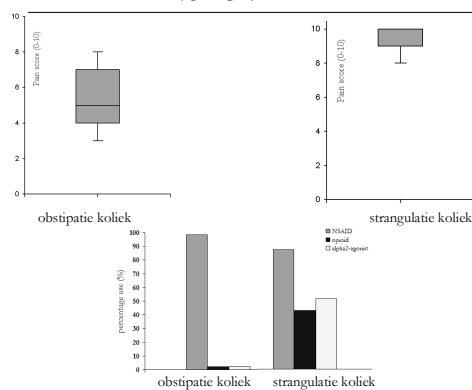 10
8
6
4
2
0
Pain score (0-10)
obstipatie koliek
10
8
6
4
2
0
Pain score (0-10)
strangulatie koliek
NSAID
opioid
alpha2-agonist
100
90
80
70
60
50
40
30
20
10
0
percentage use (%)
obstipatie koliek
strangulatie koliek